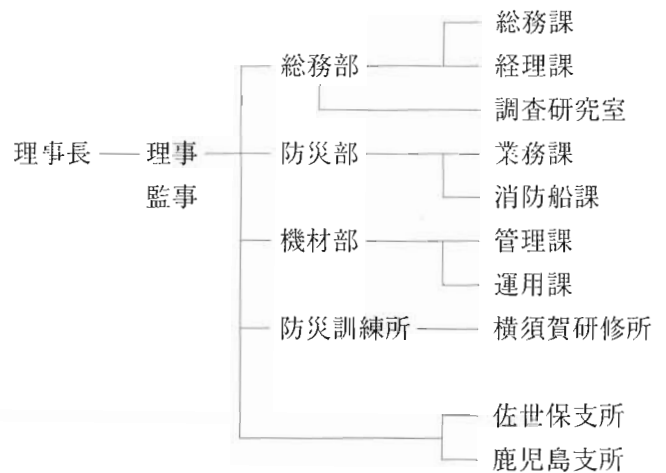 総務課
総務部
経理課
調査研究室
理事長
理事
防災部
業務課
監事
消防船課
機材部
管理課
運用課
防災訓練所
横須賀研修所
佐世保支所
鹿児島支所